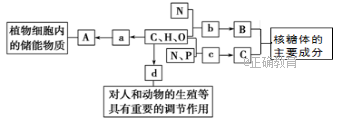 N
植物细胞内
的储能物质
A
a
C、H、O
b
B
核糖体的
主要成分
N、P
c
C
@正确教育
d
对人和动物的生殖等
具有重要的调节作用